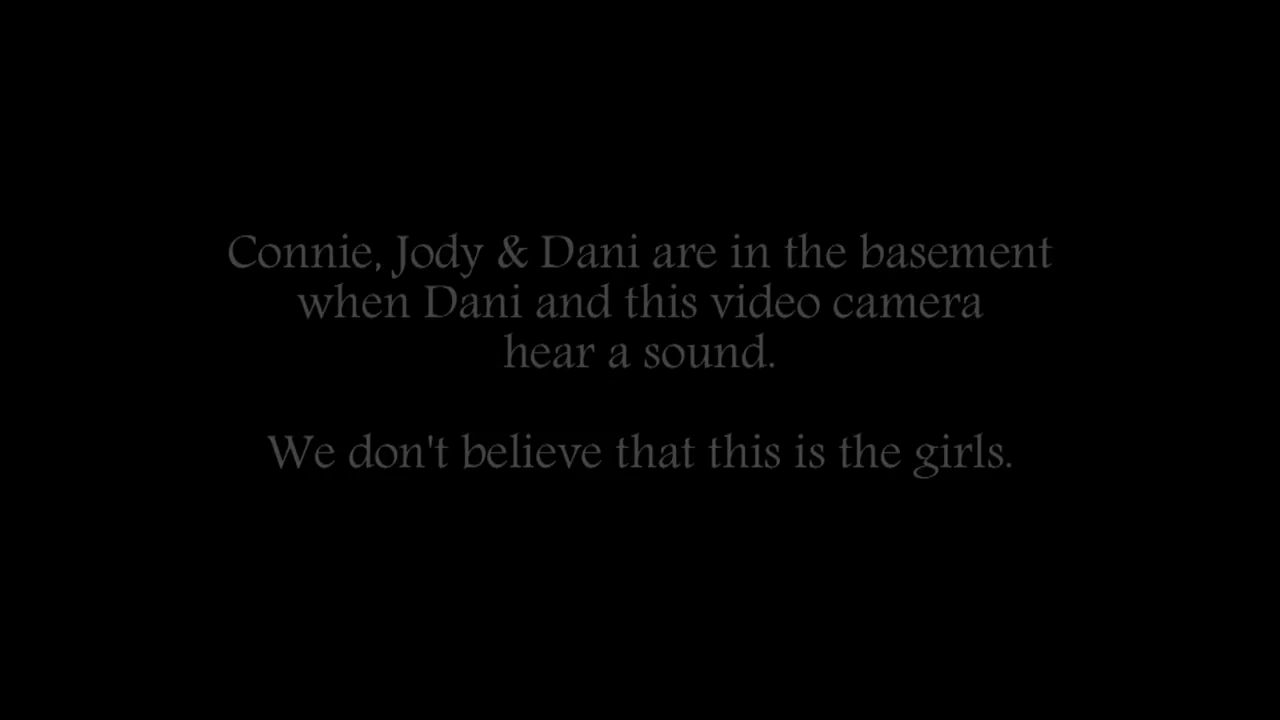 Connie, Jody & Dani are in the basement
when Dani and this video camera
hear a sound.
We don't believe that this is the girls.